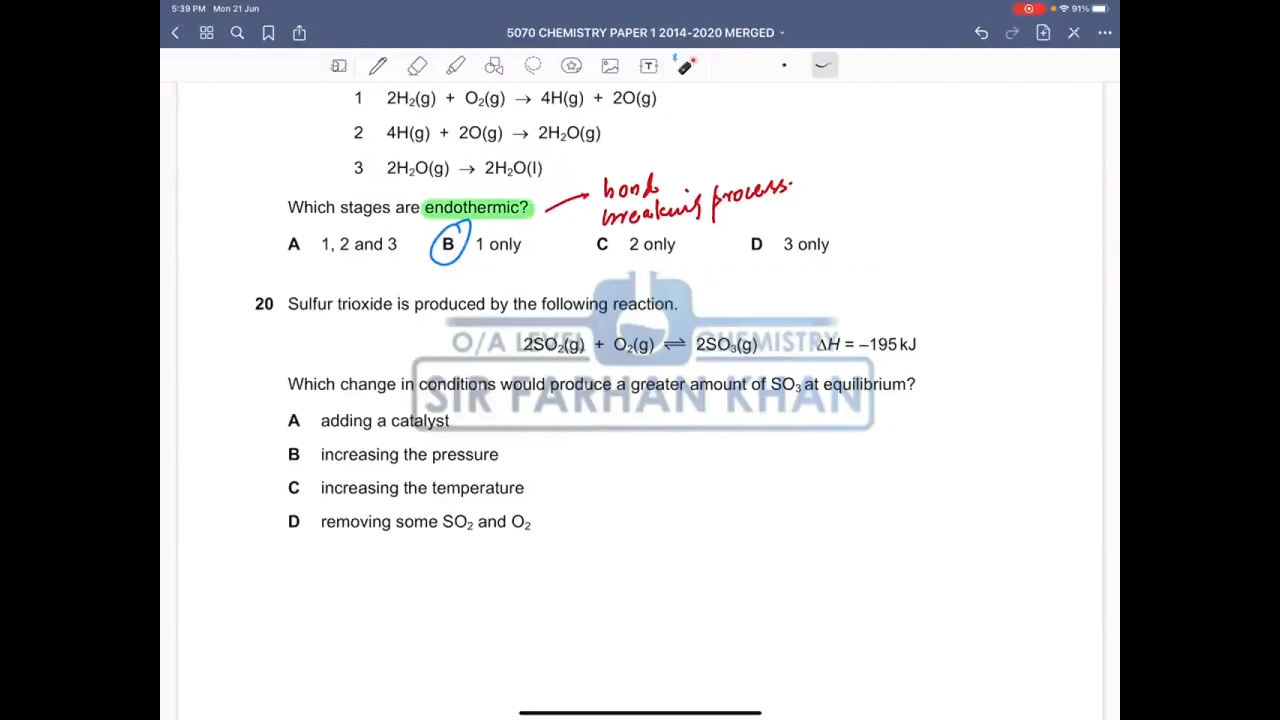 5:39 PM Mon 21 Jun
91%
5070 CHEMISTRY PAPER 1 2014-2020 MERGED
1 2H₂(g) + O₂(g) → 4H(g) + 2O(g)
2 4H(g) + 2O(g) → 2H₂O(g)
3 2H₂O(g) → 2H₂O(l)
bond
Which stages are endothermic?
breaking process.
A 1, 2 and 3 B 1 only C 2 only D 3 only
20 Sulfur trioxide is produced by the following reaction.
O/A LEVEL CHEMISTRY
2SO₂(g) + O₂(g) ⇌ 2SO₃(g) ΔH = –195 kJ
Which change in conditions would produce a greater amount of SO₃ at equilibrium?
SIR FARHAN KHAN
A adding a catalyst
B increasing the pressure
C increasing the temperature
D removing some SO₂ and O₂